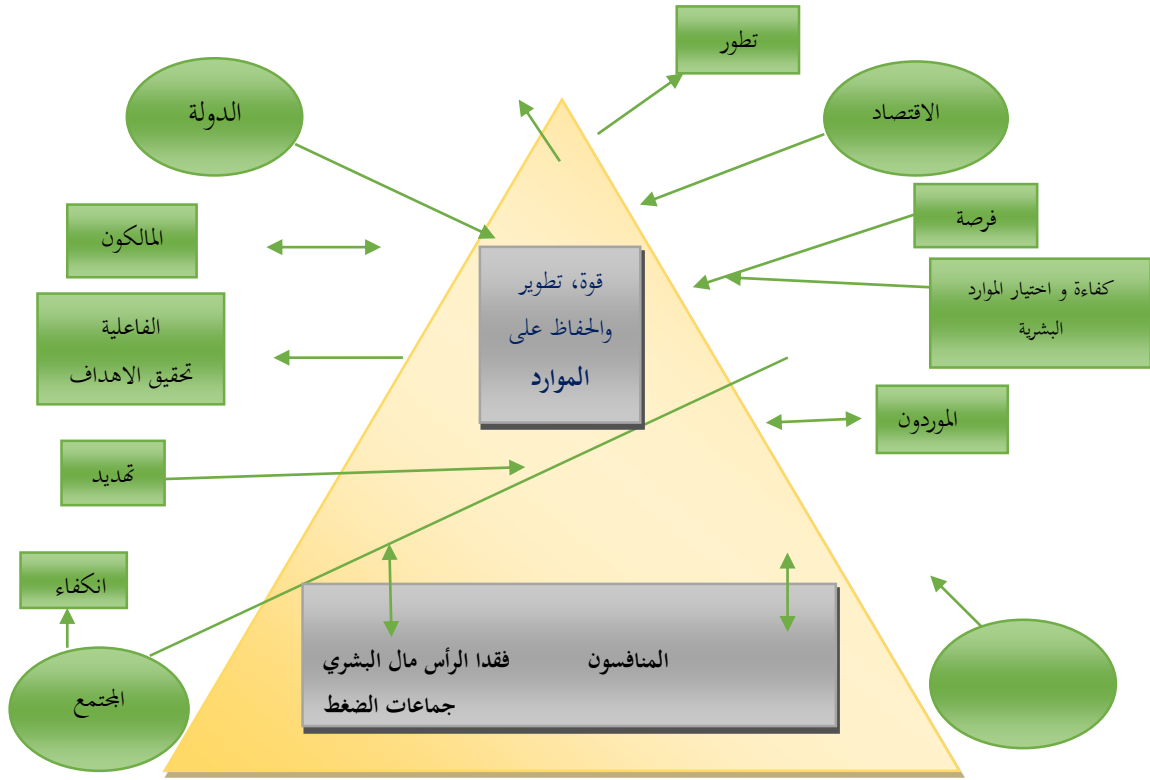 تطور
الدولة
الاقتصاد
المالكون
فرصة
قوة، تطوير
والحفاظ على
الموارد
كفاءة و اختيار الموارد
البشرية
الفاعلية
تحقيق الاهداف
الموردون
تهديد
انكفاء
المنافسون
فقدا الرأس مال البشري
جماعات الضغط
المجتمع